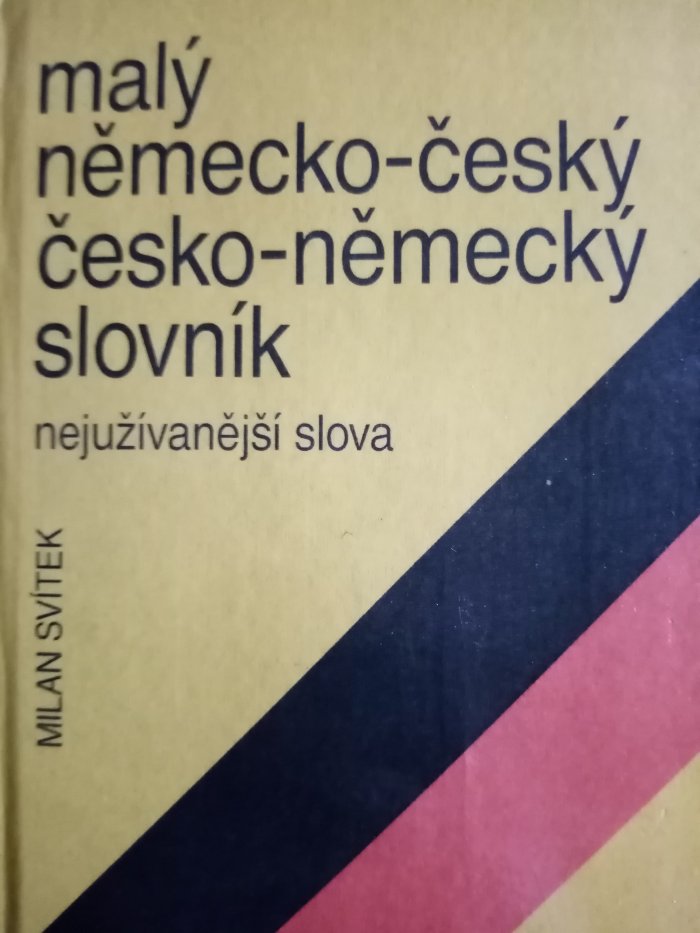 malý
německo-český
česko-německý
slovník
nejužívanější slova
MILAN SVÍTEK